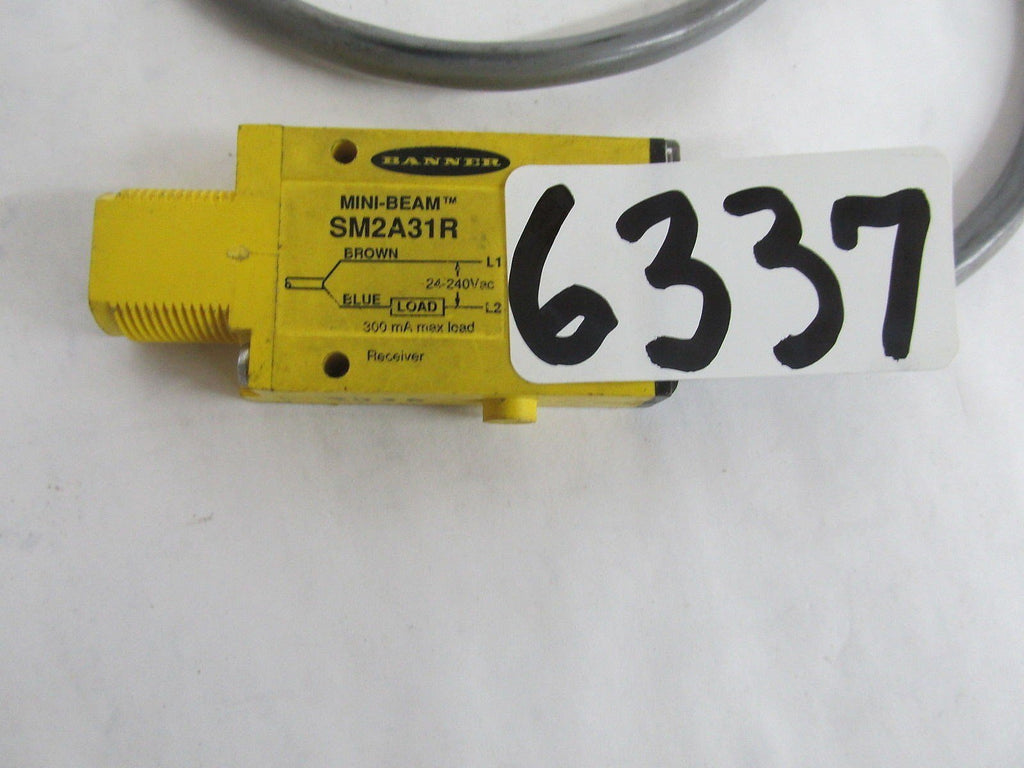 BANNER
MINI-BEAM™
SM2A31R
BROWN
L1
24-240Vac
BLUE
LOAD
L2
300 mA max load
Receiver
6337